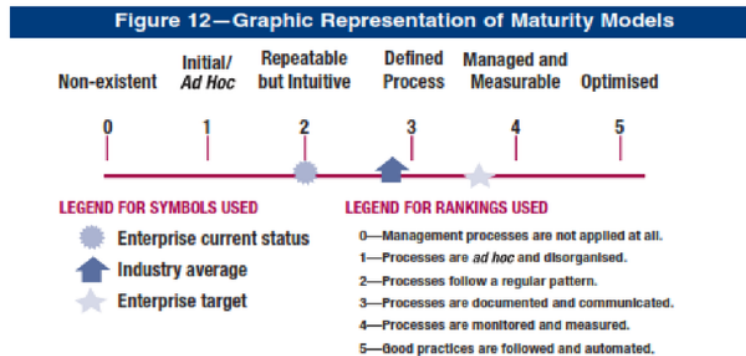 Figure 12—Graphic Representation of Maturity Models
Non-existent
Initial/
Ad Hoc
Repeatable
but Intuitive
Defined
Process
Managed and
Measurable
Optimised
0
1
2
3
4
5
LEGEND FOR SYMBOLS USED
Enterprise current status
Industry average
Enterprise target
LEGEND FOR RANKINGS USED
0—Management processes are not applied at all.
1—Processes are ad hoc and disorganised.
2—Processes follow a regular pattern.
3—Processes are documented and communicated.
4—Processes are monitored and measured.
5—Good practices are followed and automated.